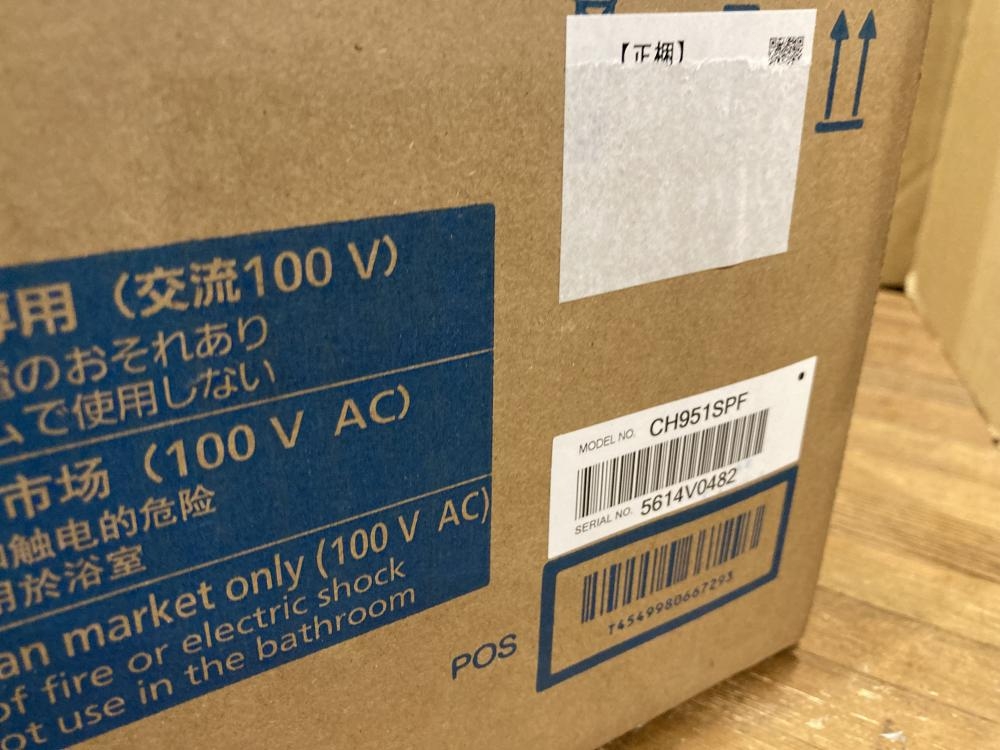 【正梱】
専用（交流100 V）
のおそれあり
ムで使用しない
市场（100 V AC）
触电的危险
用於浴室
an market only (100 V AC)
of fire or electric shock
ot use in the bathroom
MODEL NO. CH951SPF
SERIAL NO. 5614V0482
T4549980667293
POS